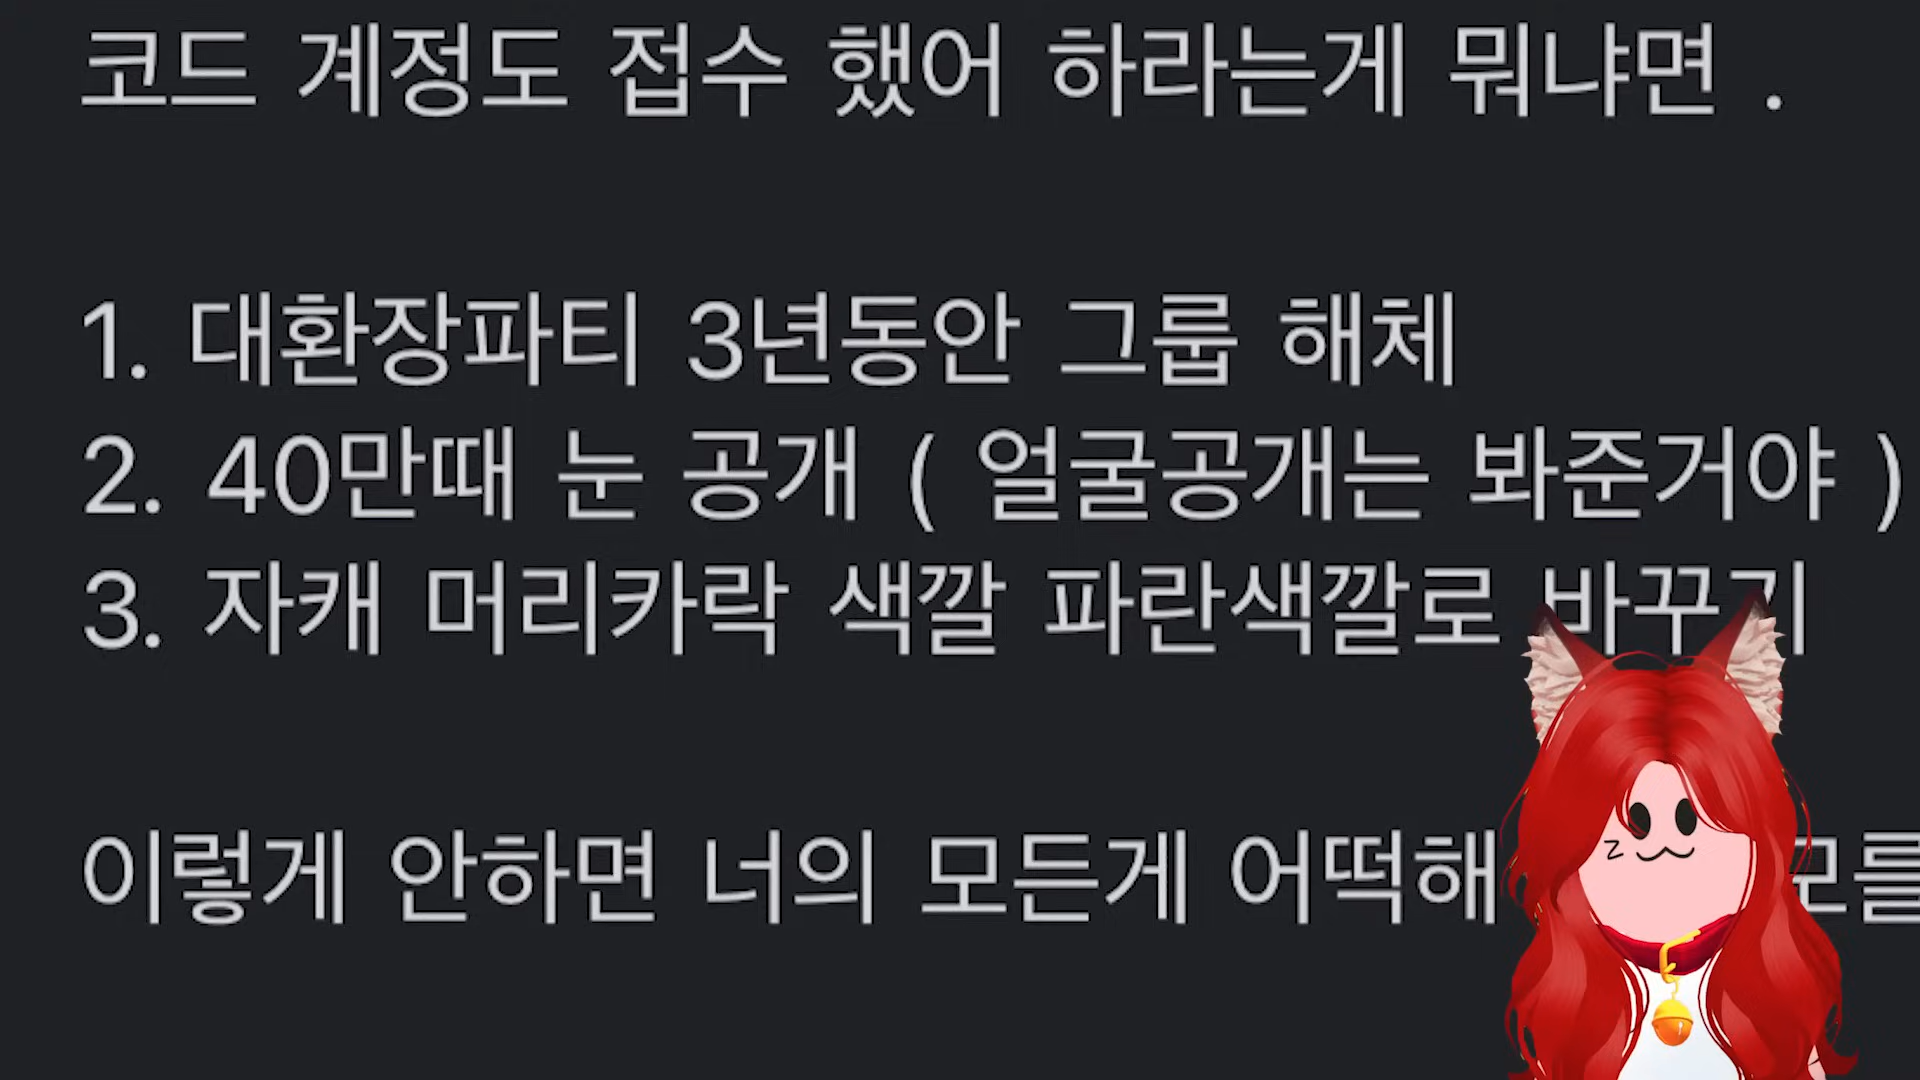 코드 계정도 접수 했어 하라는게 뭐냐면 .
1. 대환장파티 3년동안 그룹 해체
2. 40만때 눈 공개 ( 얼굴공개는 봐준거야 )
3. 자캐 머리카락 색깔 파란색깔로 바꾸기
이렇게 안하면 너의 모든게 어떡해